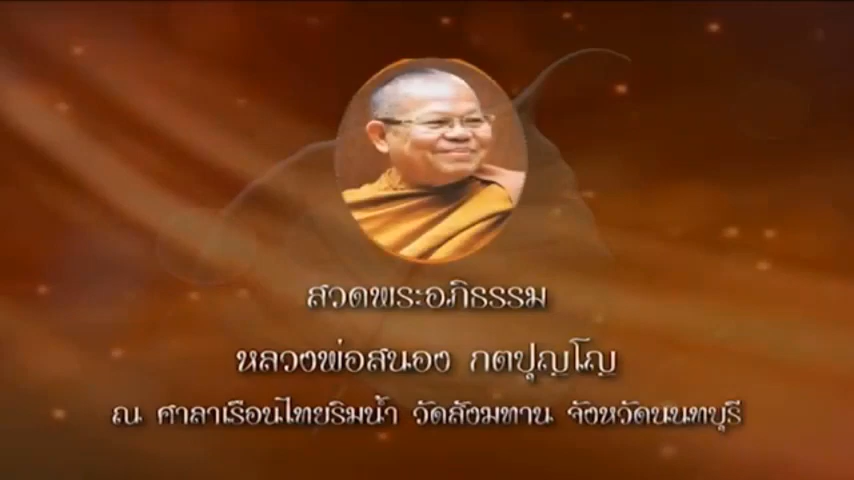 สวดพระอภิธรรม
หลวงพ่อสนอง กตปุญโญ
ณ ศาลาเรือนไทยริมน้ำ วัดสังฆทาน จังหวัดนนทบุรี